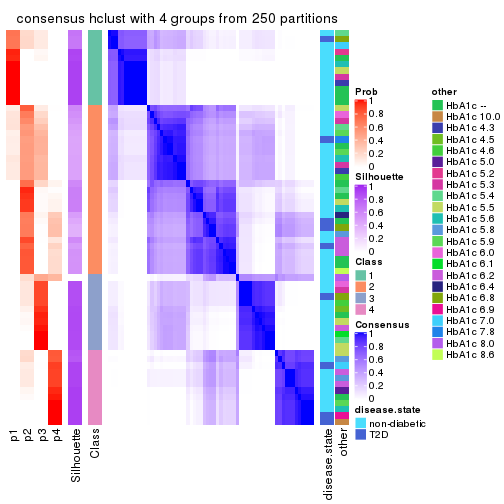 consensus hclust with 4 groups from 250 partitions
p1
p2
p3
p4
Silhouette
Class
disease.state
other
Prob
1
0.8
0.6
0.4
0.2
0
Silhouette
1
0.8
0.6
0.4
0.2
0
Class
1
2
3
4
Consensus
1
0.8
0.6
0.4
0.2
0
disease.state
non-diabetic
T2D
other
HbA1c --
HbA1c 10.0
HbA1c 4.3
HbA1c 4.5
HbA1c 4.6
HbA1c 5.0
HbA1c 5.2
HbA1c 5.3
HbA1c 5.4
HbA1c 5.5
HbA1c 5.6
HbA1c 5.8
HbA1c 5.9
HbA1c 6.0
HbA1c 6.1
HbA1c 6.2
HbA1c 6.4
HbA1c 6.8
HbA1c 6.9
HbA1c 7.0
HbA1c 7.8
HbA1c 8.0
HbA1c 8.6